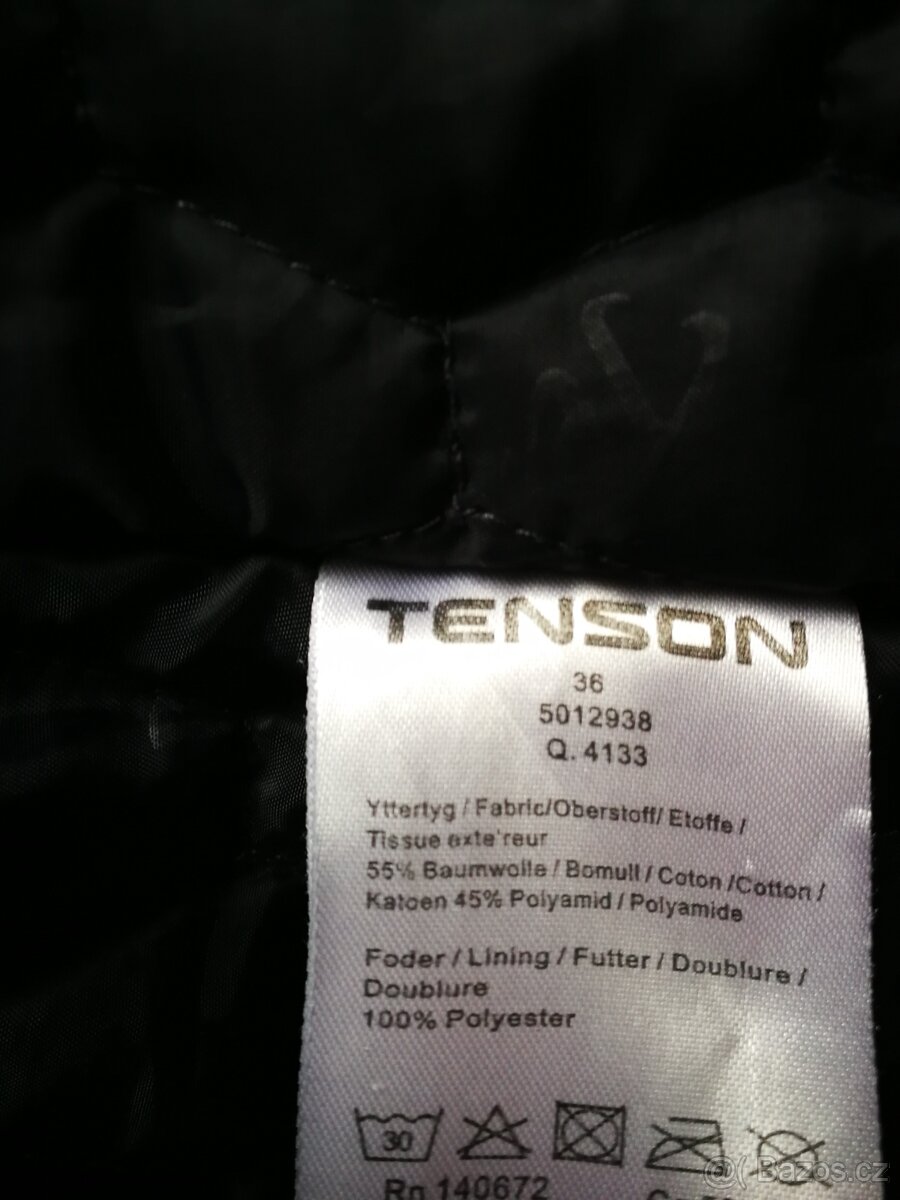 TENSON
36
5012938
Q. 4133
Yttertyg / Fabric/Oberstoff/ Etoffe /
Tissue exte'reur
55% Baumwolle / Bomull / Coton /Cotton /
Katoen 45% Polyamid / Polyamide
Foder / Lining / Futter / Doublure /
Doublure
100% Polyester
30
Rn 140672
@( Bazos.cz